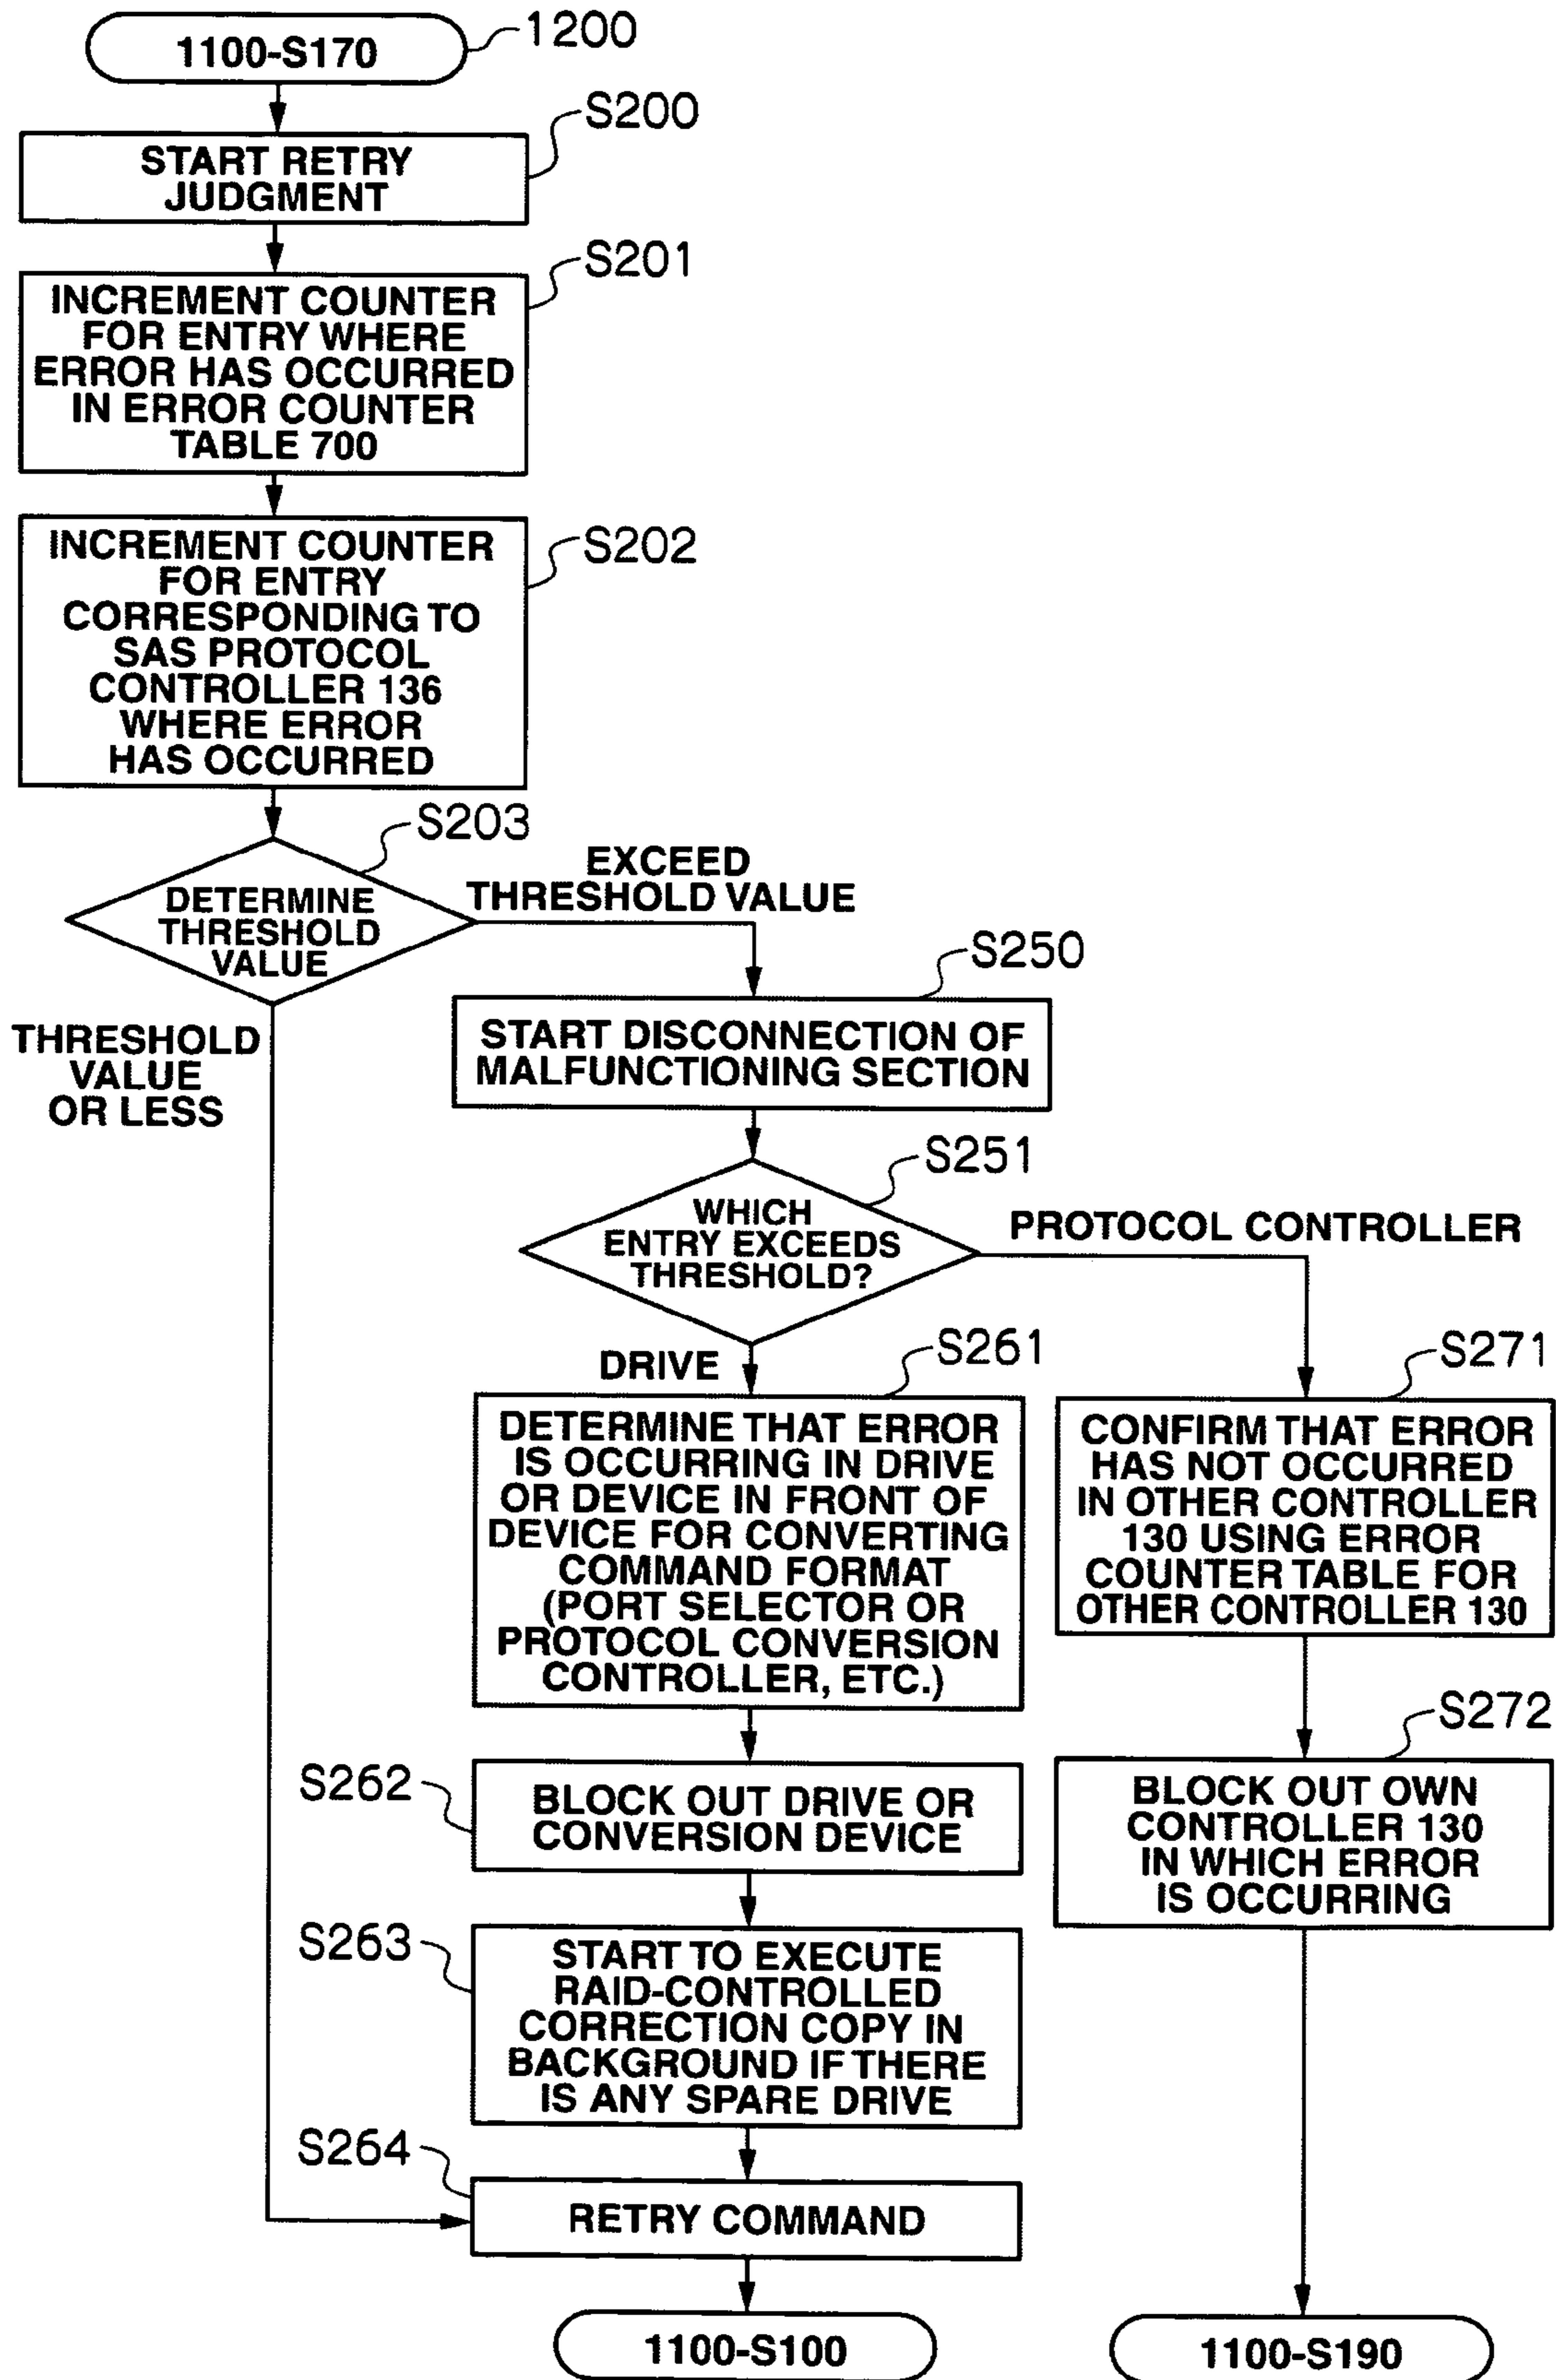 1100-S170
1200
S200
START RETRY
JUDGMENT
S201
INCREMENT COUNTER
FOR ENTRY WHERE
ERROR HAS OCCURRED
IN ERROR COUNTER
TABLE 700
S202
INCREMENT COUNTER
FOR ENTRY
CORRESPONDING TO
SAS PROTOCOL
CONTROLLER 136
WHERE ERROR
HAS OCCURRED
S203
DETERMINE
THRESHOLD
VALUE
EXCEED
THRESHOLD VALUE
THRESHOLD
VALUE
OR LESS
S250
START DISCONNECTION OF
MALFUNCTIONING SECTION
S251
WHICH
ENTRY EXCEEDS
THRESHOLD?
PROTOCOL CONTROLLER
DRIVE
S261
DETERMINE THAT ERROR
IS OCCURRING IN DRIVE
OR DEVICE IN FRONT OF
DEVICE FOR CONVERTING
COMMAND FORMAT
(PORT SELECTOR OR
PROTOCOL CONVERSION
CONTROLLER, ETC.)
S271
CONFIRM THAT ERROR
HAS NOT OCCURRED
IN OTHER CONTROLLER
130 USING ERROR
COUNTER TABLE FOR
OTHER CONTROLLER 130
S262
BLOCK OUT DRIVE OR
CONVERSION DEVICE
S272
BLOCK OUT OWN
CONTROLLER 130
IN WHICH ERROR
IS OCCURRING
S263
START TO EXECUTE
RAID-CONTROLLED
CORRECTION COPY IN
BACKGROUND IF THERE
IS ANY SPARE DRIVE
S264
RETRY COMMAND
1100-S100
1100-S190